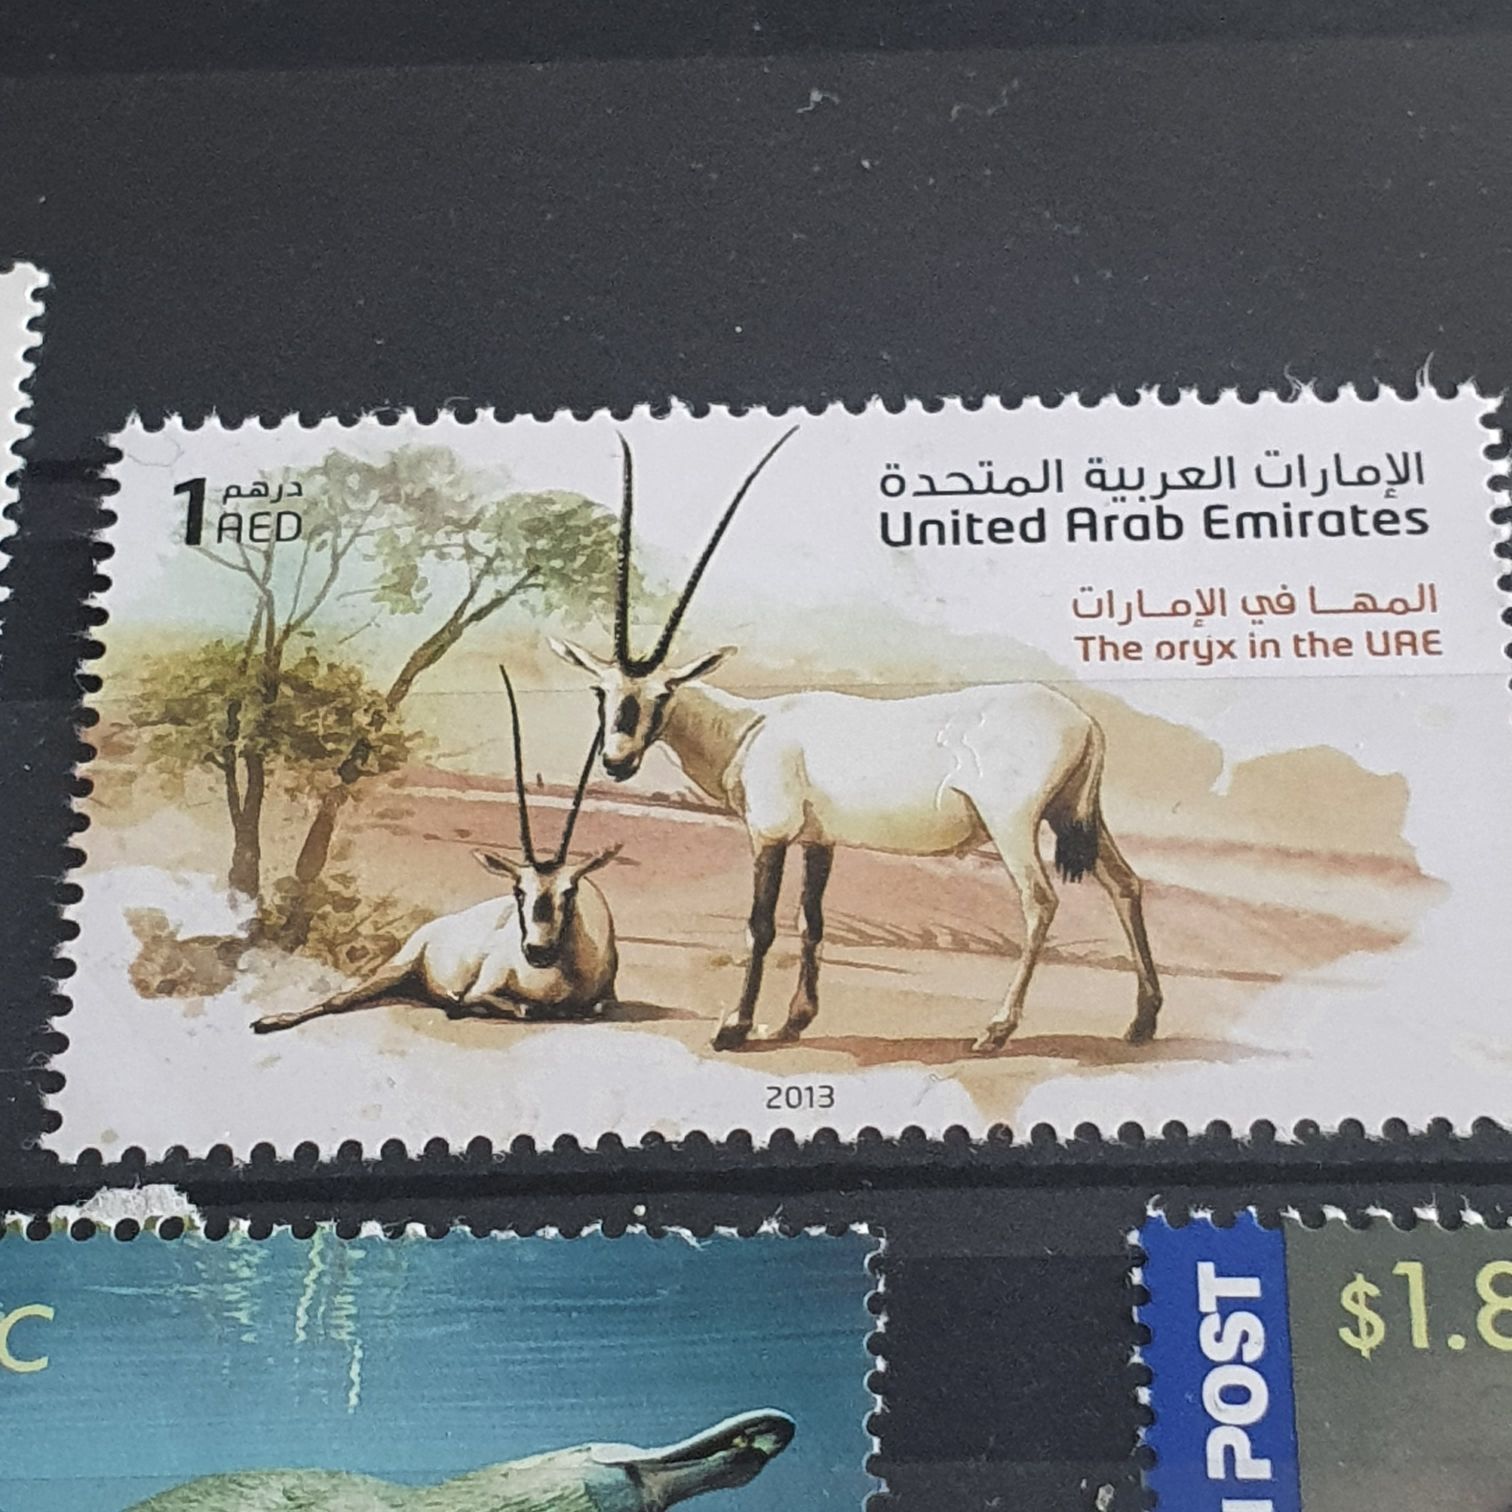 1 درهم
AED
الإمارات العربية المتحدة
United Arab Emirates
المها في الإمارات
The oryx in the UAE
2013
C
POST
$1.8